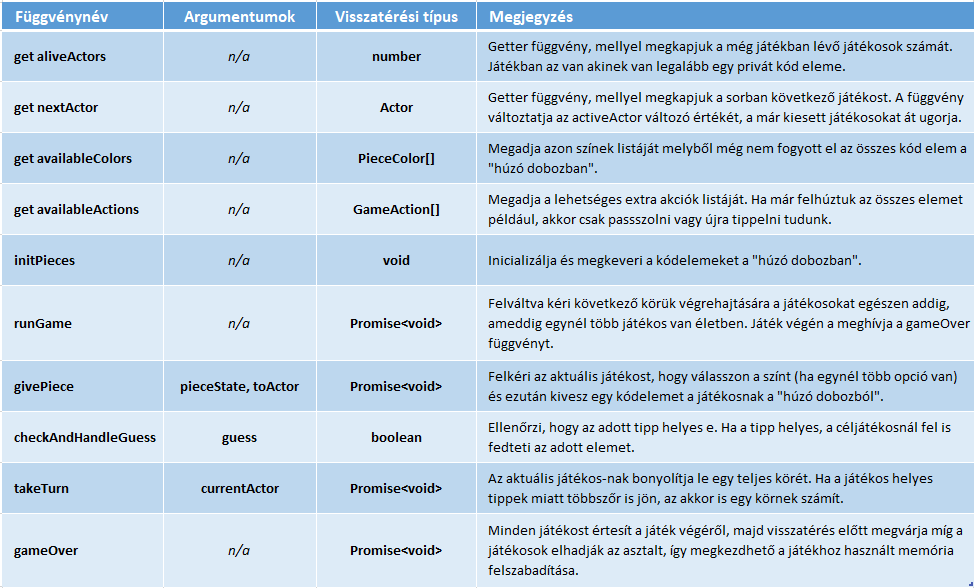 Függvénynév Argumentumok Visszatérési típus Megjegyzés
get aliveActors n/a number Getter függvény, mellyel megkapjuk a még játékban lévő játékosok számát.
Játékban az van akinek van legalább egy privát kód eleme.
get nextActor n/a Actor Getter függvény, mellyel megkapjuk a sorban következő játékost. A függvény
változtatja az activeActor változó értékét, a már kiesett játékosokat át ugorja.
get availableColors n/a PieceColor[] Megadja azon színek listáját melyből még nem fogyott el az összes kód elem a
"húzó dobozban".
get availableActions n/a GameAction[] Megadja a lehetséges extra akciók listáját. Ha már felhúztuk az összes elemet
például, akkor csak passszolni vagy újra tippelni tudunk.
initPieces n/a void Inicializálja és megkeveri a kódelemeket a "húzó dobozban".
runGame n/a Promise<void> Felváltva kéri következő körük végrehajtására a játékosokat egészen addig,
ameddig egynél több játékos van életben. Játék végén a meghívja a gameOver
függvényt.
givePiece pieceState, toActor Promise<void> Felkéri az aktuális játékost, hogy válasszon a színt (ha egynél több opció van)
és ezután kivesz egy kódelemet a játékosnak a "húzó dobozból".
checkAndHandleGuess guess boolean Ellenőrzi, hogy az adott tipp helyes e. Ha a tipp helyes, a céljátékosnál fel is
fedteti az adott elemet.
takeTurn currentActor Promise<void> Az aktuális játékos-nak bonyolítja le egy teljes körét. Ha a játékos helyes
tippek miatt többszőr is jön, az akkor is egy körnek számít.
gameOver n/a Promise<void> Minden játékost értesít a játék végéről, majd visszatérés előtt megvárja míg a
játékosok elhadják az asztalt, így megkezdhető a játékhoz használt memória
felszabadítása.